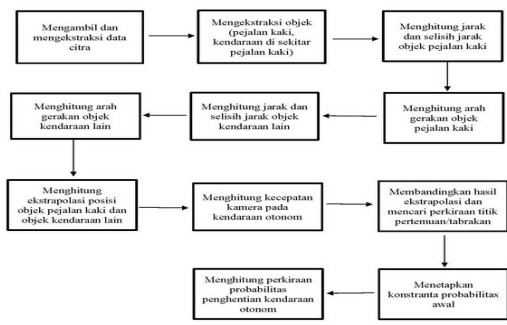 Mengambil dan
mengekstraksi data
citra
Mengekstraksi objek
(pejalan kaki,
kendaraan di sekitar
pejalan kaki)
Menghitung jarak
dan selisih jarak
objek pejalan kaki
Menghitung arah
gerakan objek
pejalan kaki
Menghitung jarak dan
selisih jarak objek
kendaraan lain
Menghitung arah
gerakan objek
kendaraan lain
Menghitung
ekstrapolasi posisi
objek pejalan kaki dan
objek kendaraan lain
Menghitung kecepatan
kamera pada
kendaraan otonom
Membandingkan hasil
ekstrapolasi dan
mencari perkiraan titik
pertemuan/tabrakan
Menetapkan
konstranta probabilitas
awal
Menghitung perkiraan
probabilitas
penghentian kendaraan
otonom